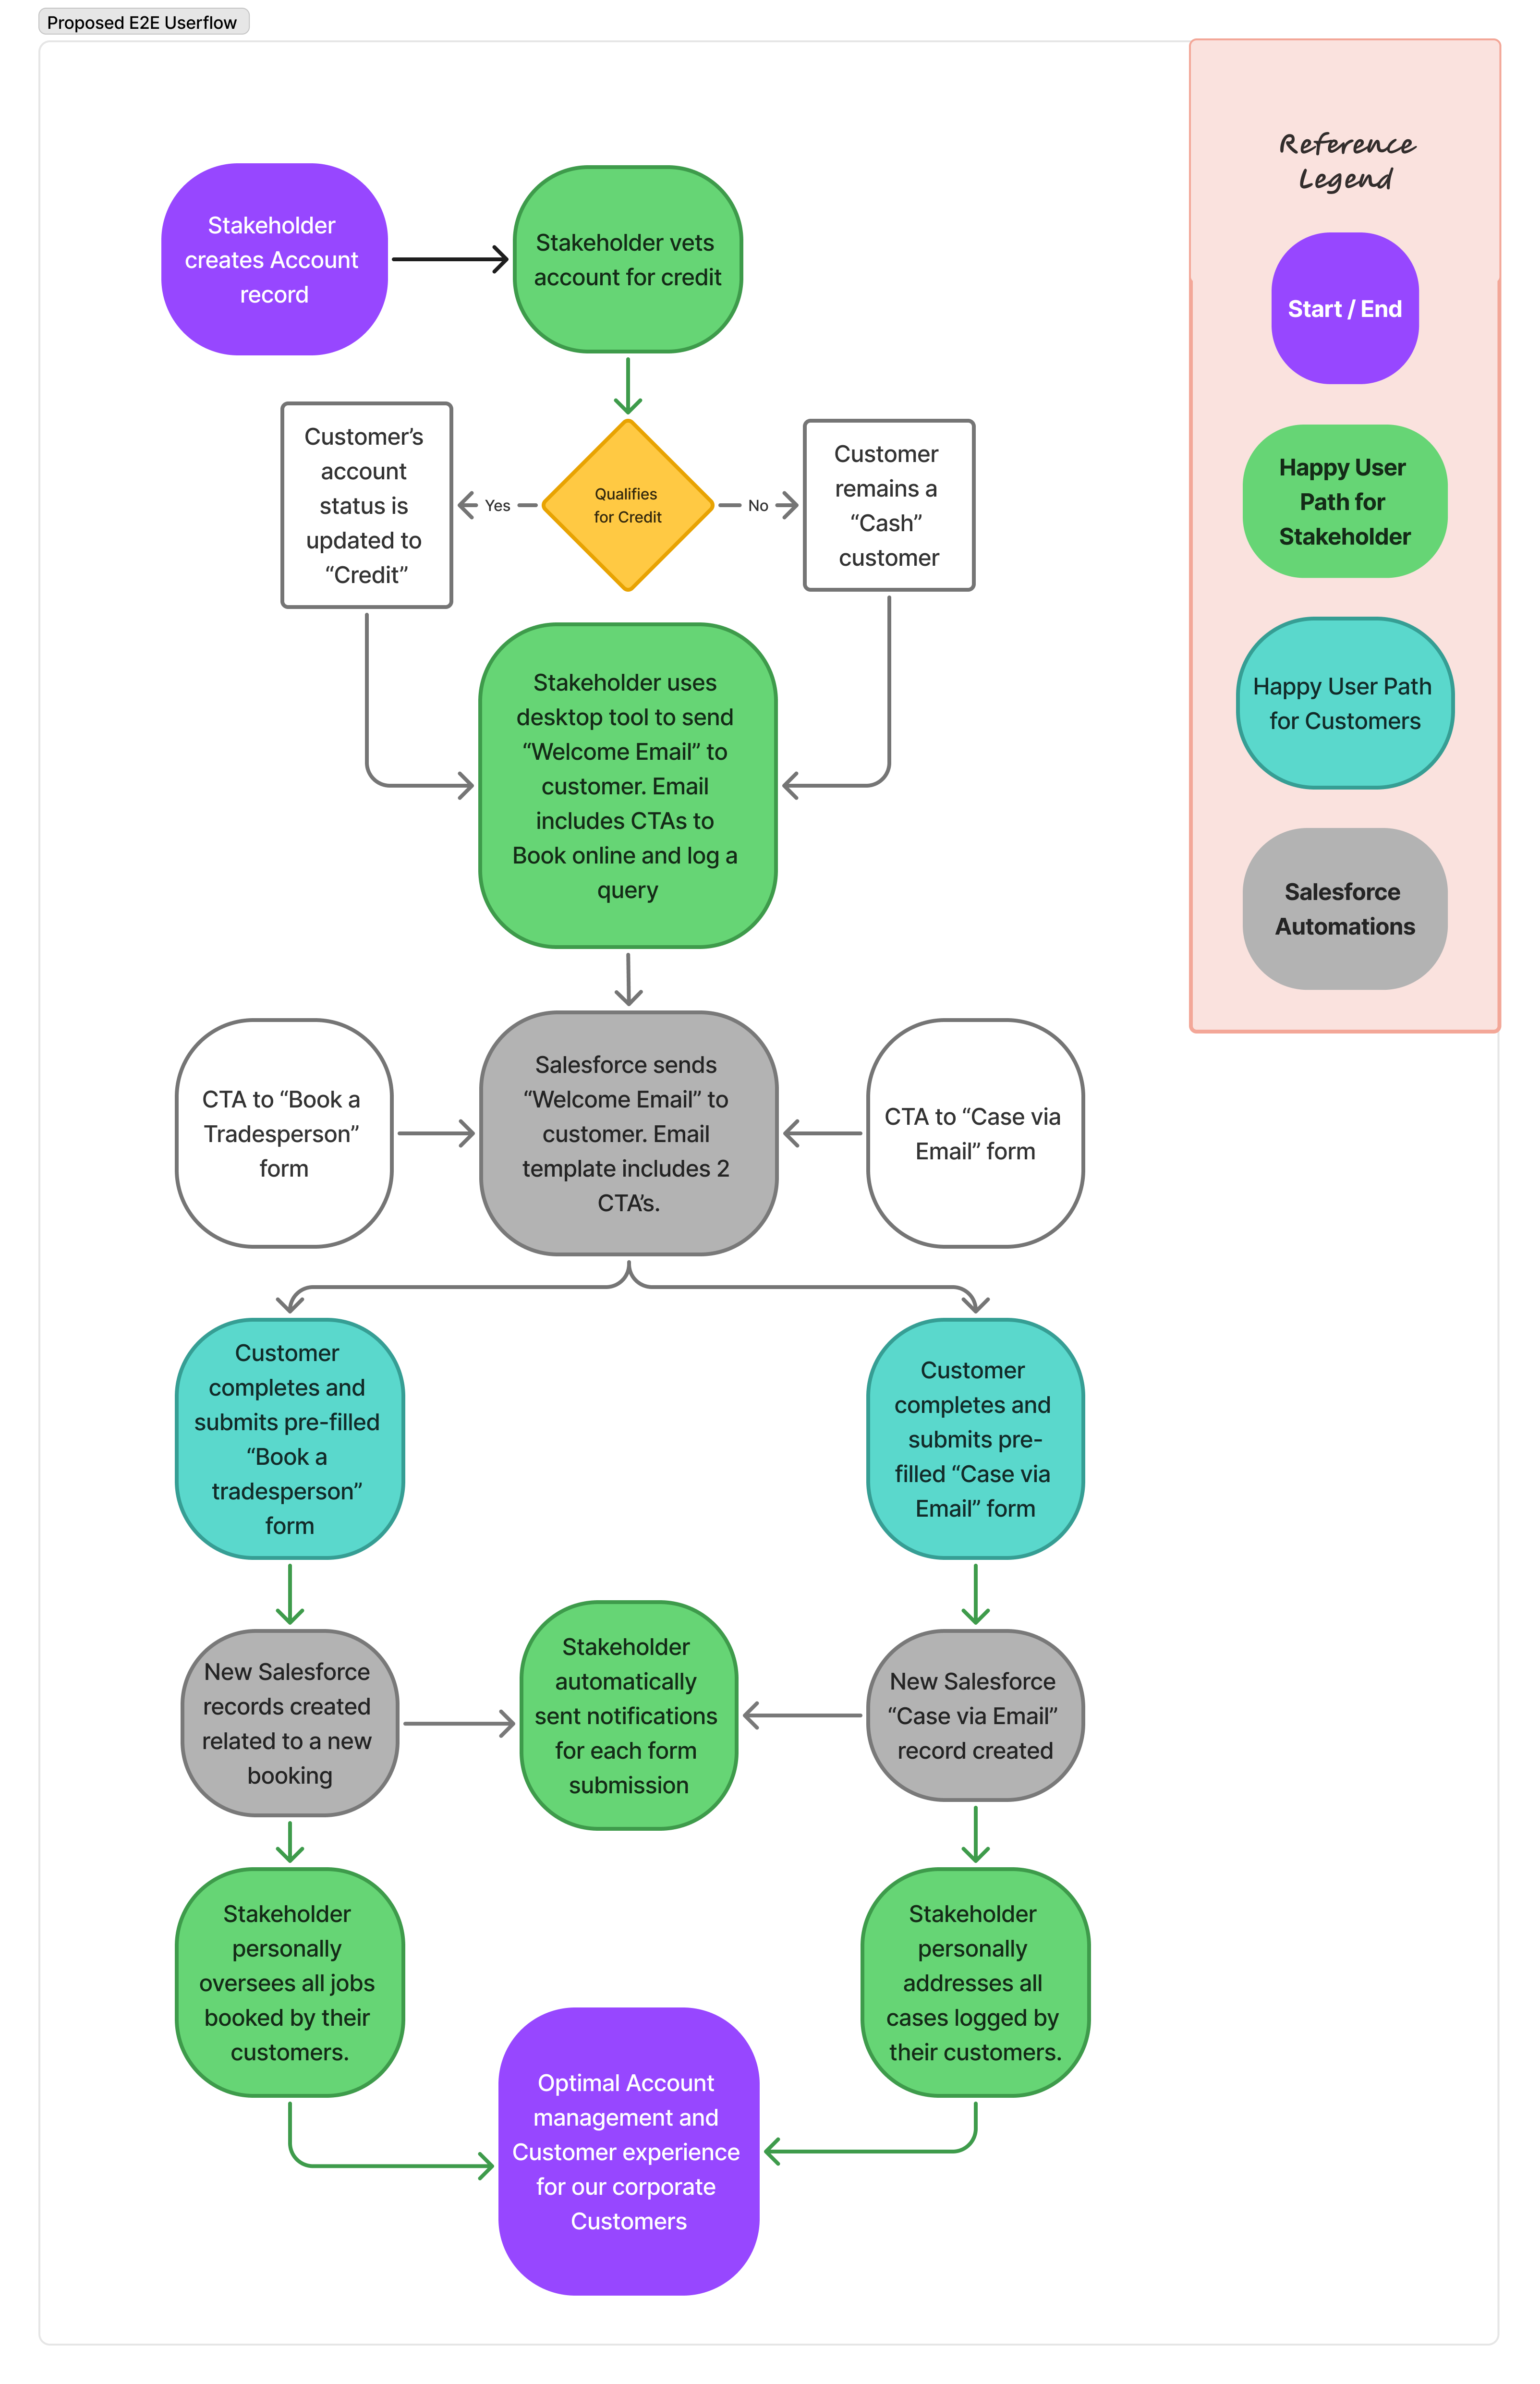 Proposed E2E Userflow
Reference
Legend
Start / End
Happy User
Path for
Stakeholder
Happy User Path
for Customers
Salesforce
Automations
Stakeholder
creates Account
record
Stakeholder vets
account for credit
Customer’s
account
status is
updated to
“Credit”
Yes
Qualifies
for Credit
No
Customer
remains a
“Cash”
customer
Stakeholder uses
desktop tool to send
“Welcome Email” to
customer. Email
includes CTAs to
Book online and log a
query
CTA to “Book a
Tradesperson”
form
Salesforce sends
“Welcome Email” to
customer. Email
template includes 2
CTA’s.
CTA to “Case via
Email” form
Customer
completes and
submits pre-filled
“Book a
tradesperson”
form
Customer
completes and
submits pre-
filled “Case via
Email” form
New Salesforce
records created
related to a new
booking
Stakeholder
automatically
sent notifications
for each form
submission
New Salesforce
“Case via Email”
record created
Stakeholder
personally
oversees all jobs
booked by their
customers.
Stakeholder
personally
addresses all
cases logged by
their customers.
Optimal Account
management and
Customer experience
for our corporate
Customers